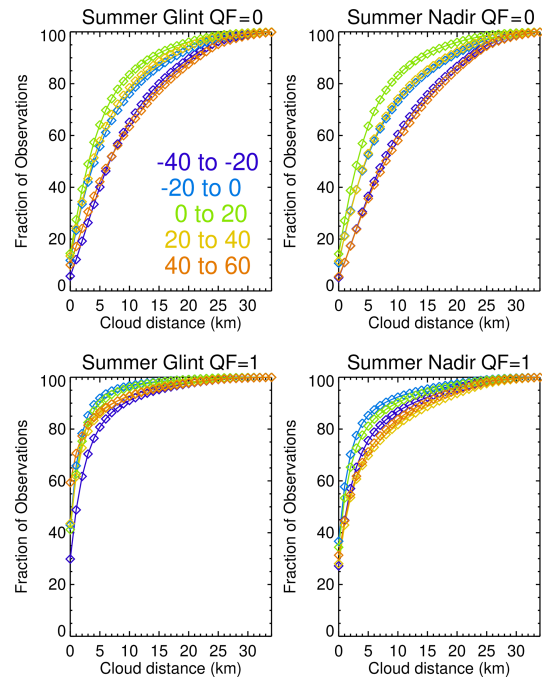 Summer Glint QF=0
100
80
60
40
20
0
Fraction of Observations
-40 to -20
-20 to 0
0 to 20
20 to 40
40 to 60
0 5 10 15 20 25 30
Cloud distance (km)
Summer Nadir QF=0
100
80
60
40
20
0
Fraction of Observations
0 5 10 15 20 25 30
Cloud distance (km)
Summer Glint QF=1
100
80
60
40
20
0
Fraction of Observations
0 5 10 15 20 25 30
Cloud distance (km)
Summer Nadir QF=1
100
80
60
40
20
0
Fraction of Observations
0 5 10 15 20 25 30
Cloud distance (km)